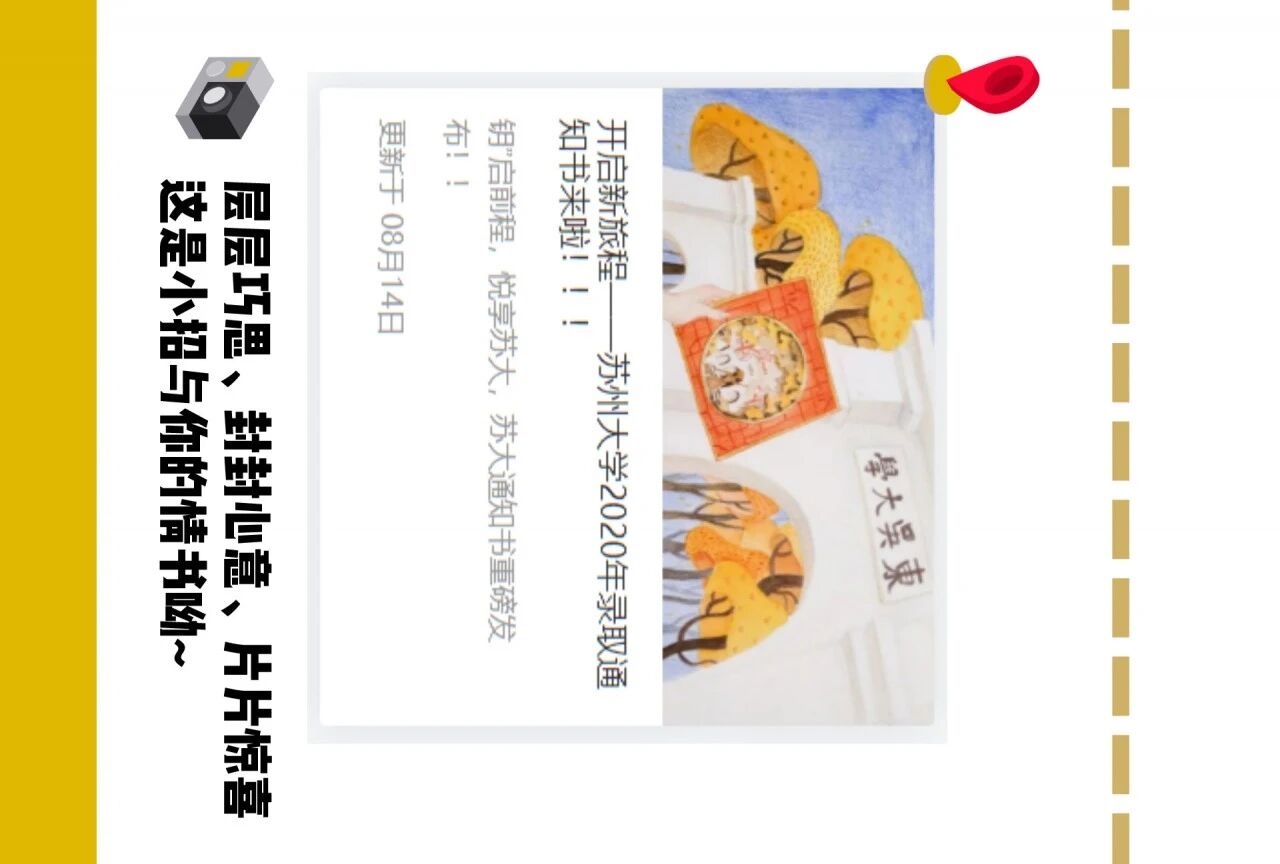 東吳大學
开启新旅程——苏州大学2020年录取通
知书来啦！！！
钥"启前程，悦享苏大，苏大通知书重磅发
布！！
更新于 08月14日
层层巧思、封封心意、片片惊喜
这是小招与你的情书呦~